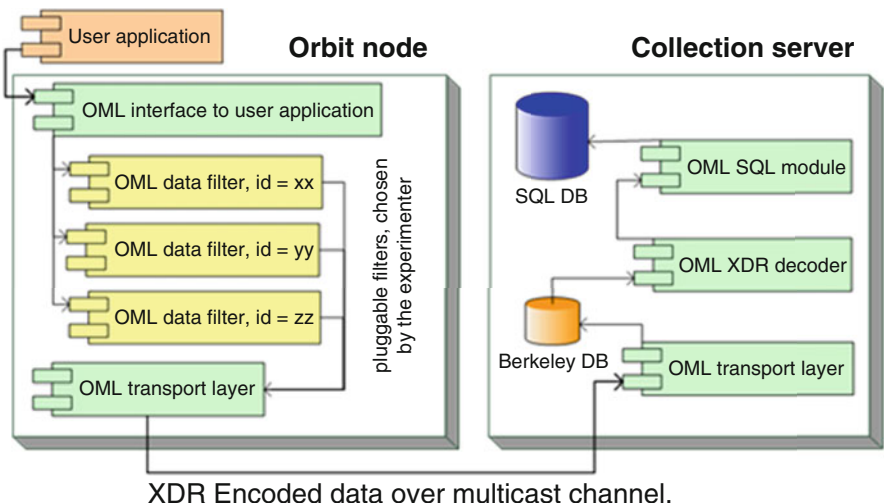 User application
Orbit node
Collection server
OML interface to user application
OML data filter, id = xx
OML data filter, id = yy
OML data filter, id = zz
pluggable filters, chosen
by the experimenter
OML transport layer
SQL DB
OML SQL module
OML XDR decoder
Berkeley DB
OML transport layer
XDR Encoded data over multicast channel.